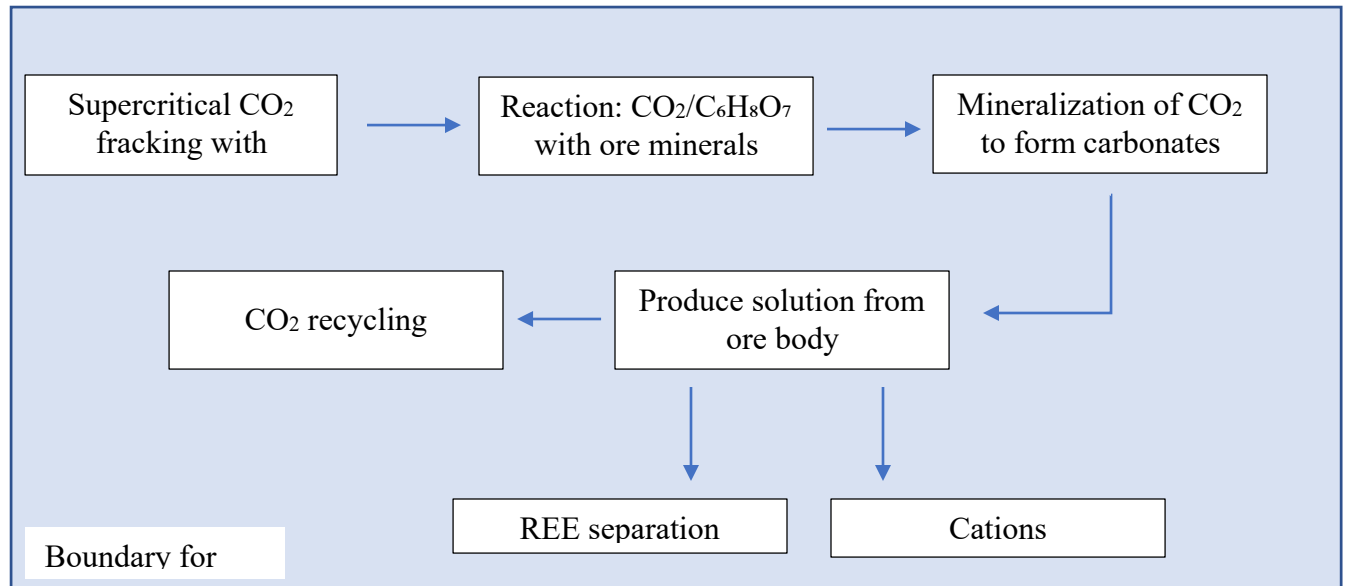 Supercritical CO₂
fracking with
Reaction: CO₂/C₆H₈O₇
with ore minerals
Mineralization of CO₂
to form carbonates
CO₂ recycling
Produce solution from
ore body
REE separation
Cations
Boundary for